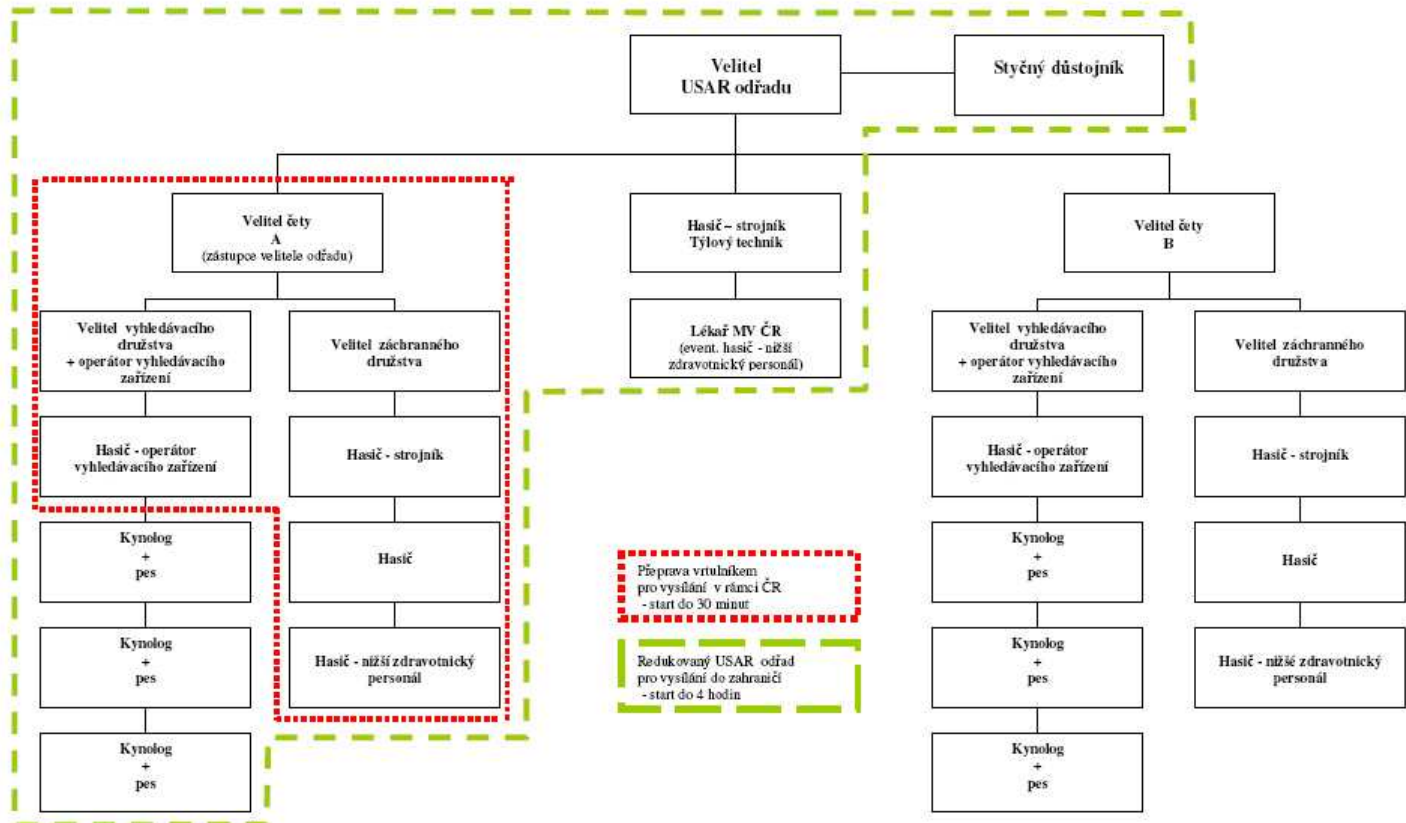 Velitel
USAR odřadu
Styčný důstojník
Velitel čety
A
(zástupce velitele odřadu)
Hasič – strojník
Týlový technik
Velitel čety
B
Velitel vyhledávacího
družstva
+ operátor vyhledávacího
zařízení
Velitel záchranného
družstva
Lékař MV ČR
(event. hasič - nižší
zdravotnický personál)
Velitel vyhledávacího
družstva
+ operátor vyhledávacího
zařízení
Velitel záchranného
družstva
Hasič - operátor
vyhledávacího zařízení
Hasič - strojník
Hasič - operátor
vyhledávacího zařízení
Hasič - strojník
Kynolog
+
pes
Hasič
Přeprava vrtulníkem
pro vysílání v rámci ČR
- start do 30 minut
Kynolog
+
pes
Hasič
Kynolog
+
pes
Hasič - nižší zdravotnický
personál
Redukovaný USAR odřad
pro vysílání do zahraničí
- start do 4 hodin
Kynolog
+
pes
Hasič - nižšé zdravotnický
personál
Kynolog
+
pes
Kynolog
+
pes